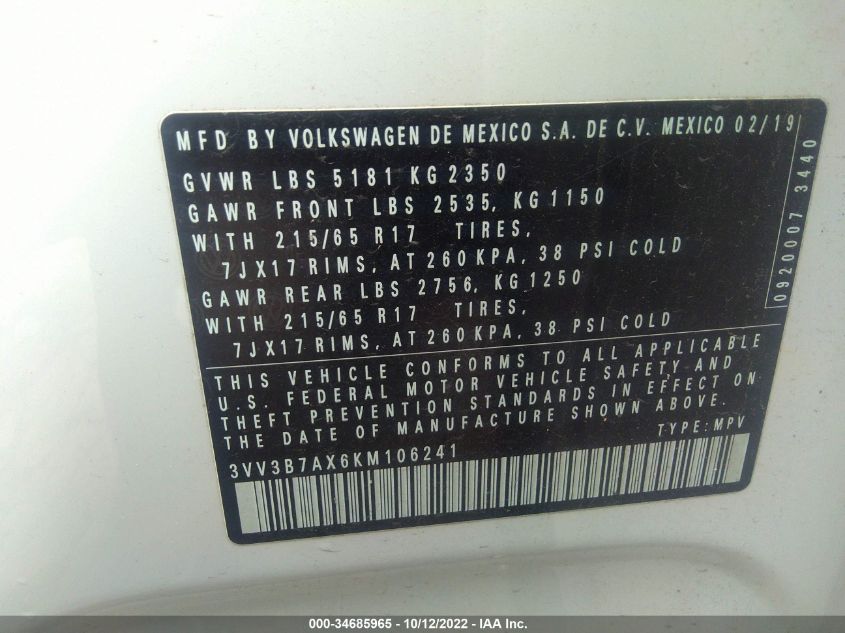 MFD BY VOLKSWAGEN DE MEXICO S.A. DE C.V. MEXICO 02/19
GVWR LBS 5181 KG 2350
GAWR FRONT LBS 2535, KG 1150
WITH 215/65 R17 TIRES,
7JX17 RIMS, AT 260 KPA, 38 PSI COLD
GAWR REAR LBS 2756, KG 1250
WITH 215/65 R17 TIRES,
7JX17 RIMS, AT 260 KPA, 38 PSI COLD
0920007 3440
THIS VEHICLE CONFORMS TO ALL APPLICABLE
U.S. FEDERAL MOTOR VEHICLE SAFETY AND
THEFT PREVENTION STANDARDS IN EFFECT ON
THE DATE OF MANUFACTURE SHOWN ABOVE.
TYPE: MPV
3VV3B7AX6KM106241
000-34685965 - 10/12/2022 - IAA Inc.